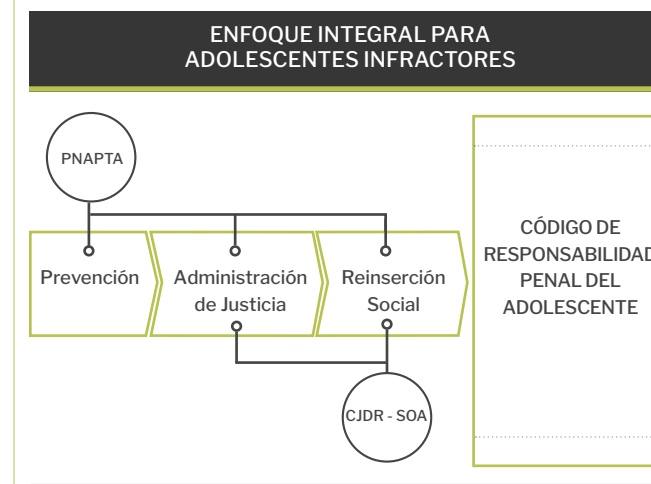 ENFOQUE INTEGRAL PARA
ADOLESCENTES INFRACTORES
PNAPTA
Prevención
Administración
de Justicia
Reinserción
Social
CÓDIGO DE
RESPONSABILIDAD
PENAL DEL
ADOLESCENTE
CJDR - SOA